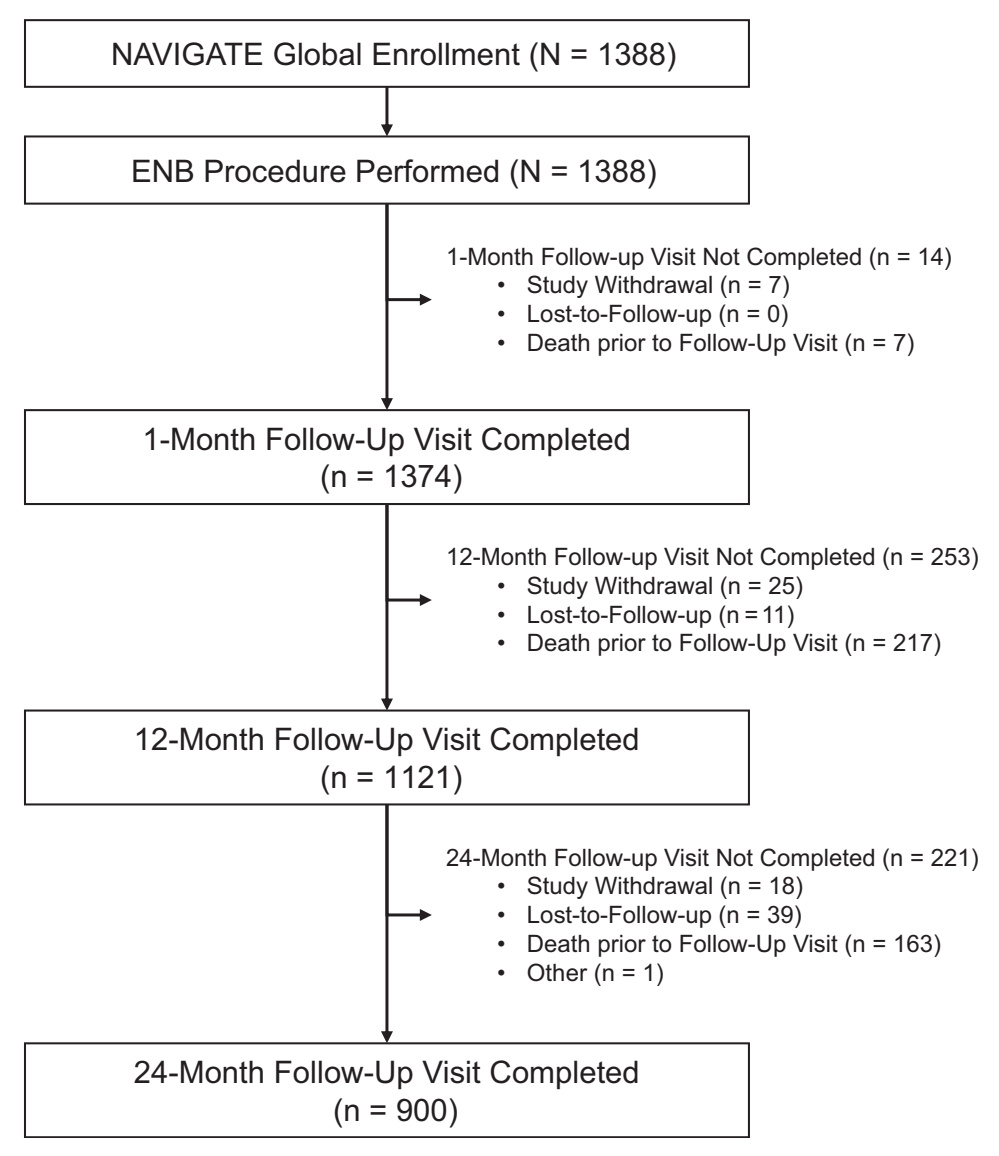 NAVIGATE Global Enrollment (N = 1388)
ENB Procedure Performed (N = 1388)
1-Month Follow-up Visit Not Completed (n = 14)
• Study Withdrawal (n = 7)
• Lost-to-Follow-up (n = 0)
• Death prior to Follow-Up Visit (n = 7)
1-Month Follow-Up Visit Completed
(n = 1374)
12-Month Follow-up Visit Not Completed (n = 253)
• Study Withdrawal (n = 25)
• Lost-to-Follow-up (n = 11)
• Death prior to Follow-Up Visit (n = 217)
12-Month Follow-Up Visit Completed
(n = 1121)
24-Month Follow-up Visit Not Completed (n = 221)
• Study Withdrawal (n = 18)
• Lost-to-Follow-up (n = 39)
• Death prior to Follow-Up Visit (n = 163)
• Other (n = 1)
24-Month Follow-Up Visit Completed
(n = 900)